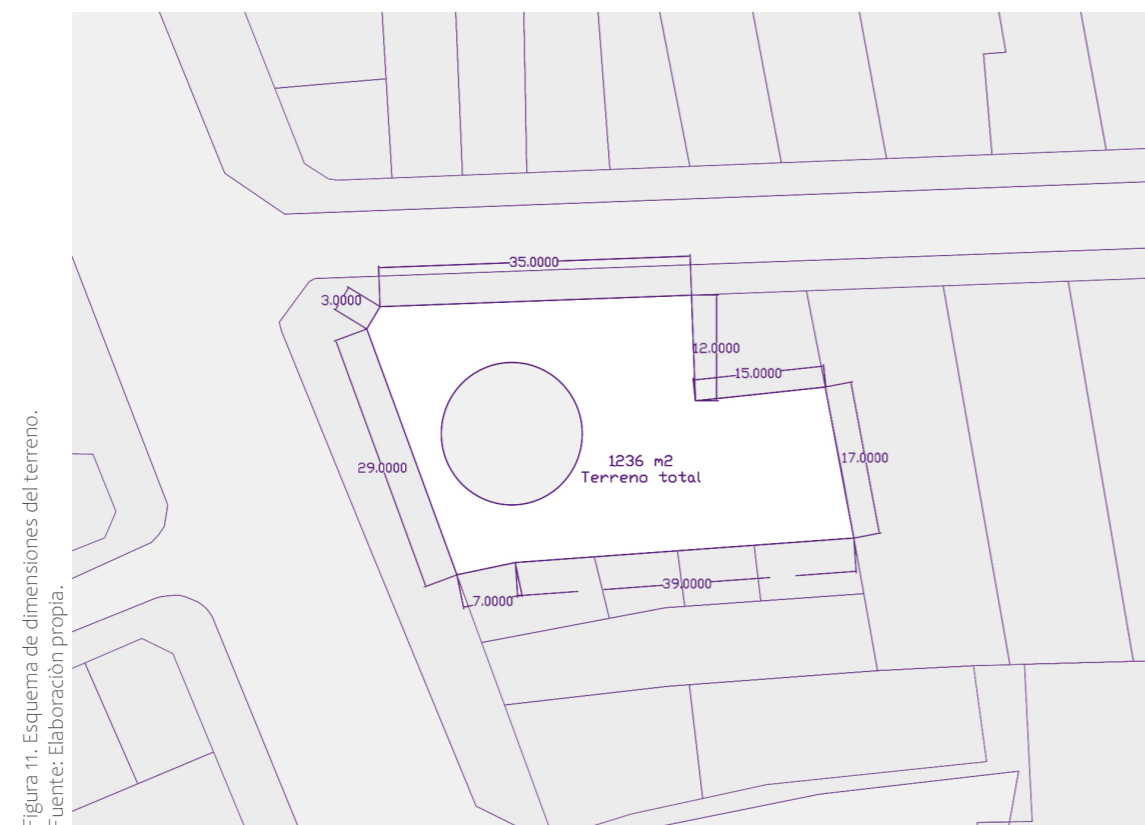 35.0000
3.0000
12.0000
15.0000
29.0000
1236 m2
Terreno total
17.0000
39.0000
7.0000
Figura 11. Esquema de dimensiones del terreno.
Fuente: Elaboraciòn propia.